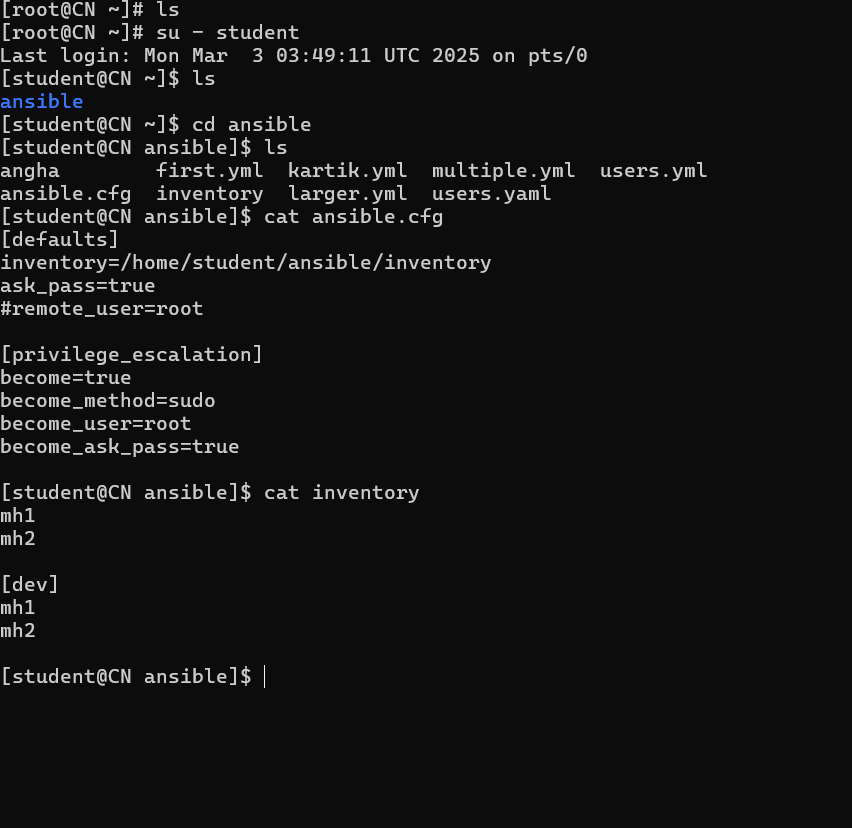 [root@CN ~]# ls
[root@CN ~]# su - student
Last login: Mon Mar  3 03:49:11 UTC 2025 on pts/0
[student@CN ~]$ ls
ansible
[student@CN ~]$ cd ansible
[student@CN ansible]$ ls
angha        first.yml  kartik.yml  multiple.yml  users.yml
ansible.cfg  inventory  larger.yml  users.yaml
[student@CN ansible]$ cat ansible.cfg
[defaults]
inventory=/home/student/ansible/inventory
ask_pass=true
#remote_user=root

[privilege_escalation]
become=true
become_method=sudo
become_user=root
become_ask_pass=true

[student@CN ansible]$ cat inventory
mh1
mh2

[dev]
mh1
mh2

[student@CN ansible]$